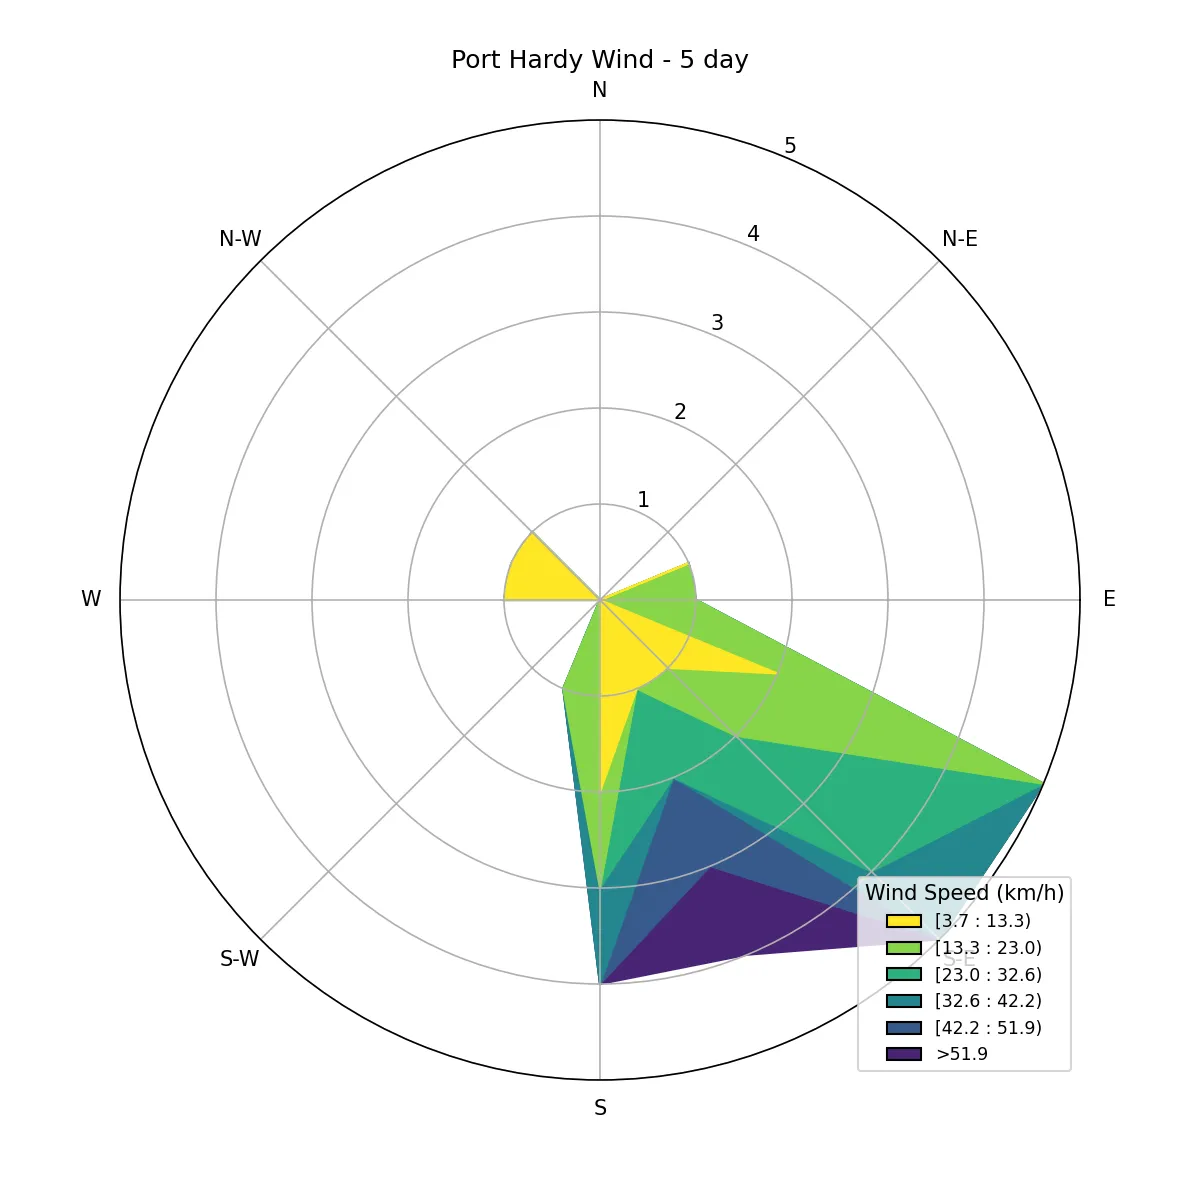 Port Hardy Wind - 5 day
N
5
N-W
4
N-E
3
2
1
W
E
Wind Speed (km/h)
[3.7 : 13.3)
[13.3 : 23.0)
[23.0 : 32.6)
[32.6 : 42.2)
[42.2 : 51.9)
>51.9
S-W
S-E
S